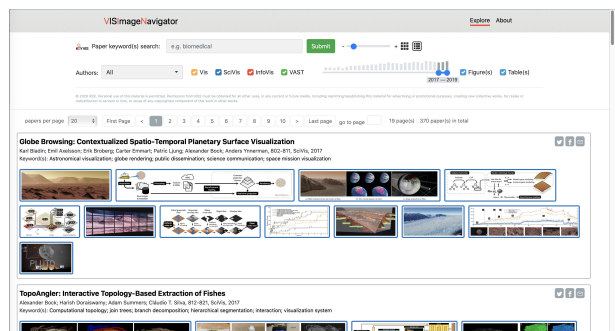 VISImageNavigator
Explore About
Paper keyword(s) search: e.g. biomedical Submit - +
Authors: All Vis SciVis InfoVis VAST 2017 — 2019 Figure(s) Table(s)
papers per page 20 First Page < 1 2 3 4 5 6 7 8 9 10 > Last page go to page 19 page(s) 370 paper(s) in total
Globe Browsing: Contextualized Spatio-Temporal Planetary Surface Visualization
Karl Bladin; Emil Axelsson; Erik Broberg; Carter Emmart; Patric Ljung; Alexander Bock; Anders Ynnerman, 802-811, SciVis, 2017
Keyword(s): Astronomical visualization; globe rendering; public dissemination; science communication; space mission visualization
PLUTO
TopoAngler: Interactive Topology-Based Extraction of Fishes
Alexander Bock; Harish Doraiswamy; Adam Summers; Cláudio T. Silva, 812-821, SciVis, 2017
Keyword(s): Computational topology; join trees; branch decomposition; hierarchical segmentation; interaction; visualization system